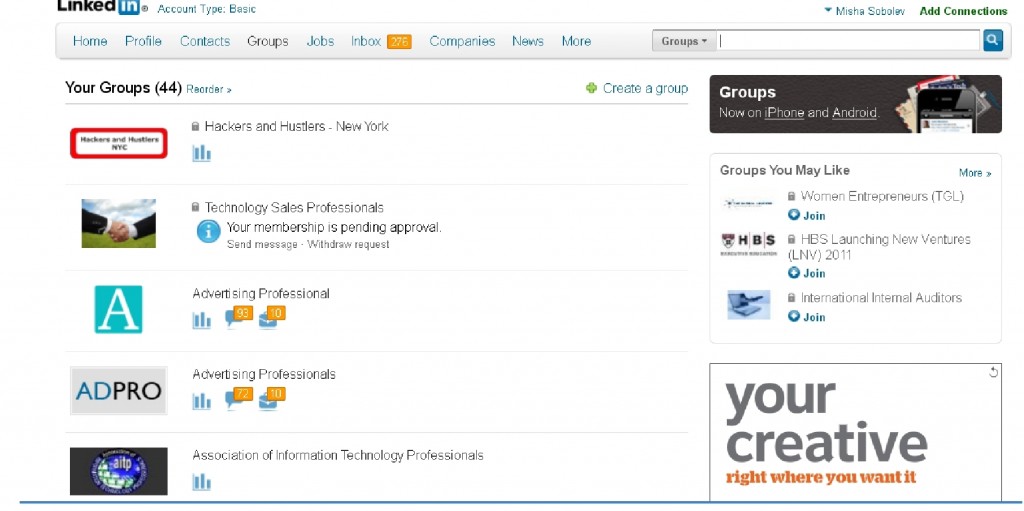 Linked in ® Account Type: Basic
Misha Sobolev Add Connections
Home Profile Contacts Groups Jobs Inbox 276 Companies News More
Groups
Your Groups (44) Reorder »
Create a group
Hackers and Hustlers NYC
Hackers and Hustlers - New York
Technology Sales Professionals
Your membership is pending approval.
Send message · Withdraw request
A
Advertising Professional
93 10
ADPRO
Advertising Professionals
72 10
aitp
Association of Information Technology Professionals
Groups
Now on iPhone and Android.
Groups You May Like More »
Women Entrepreneurs (TGL)
Join
HBS
EXECUTIVE EDUCATION
HBS Launching New Ventures
(LNV) 2011
Join
International Internal Auditors
Join
your
creative
right where you want it